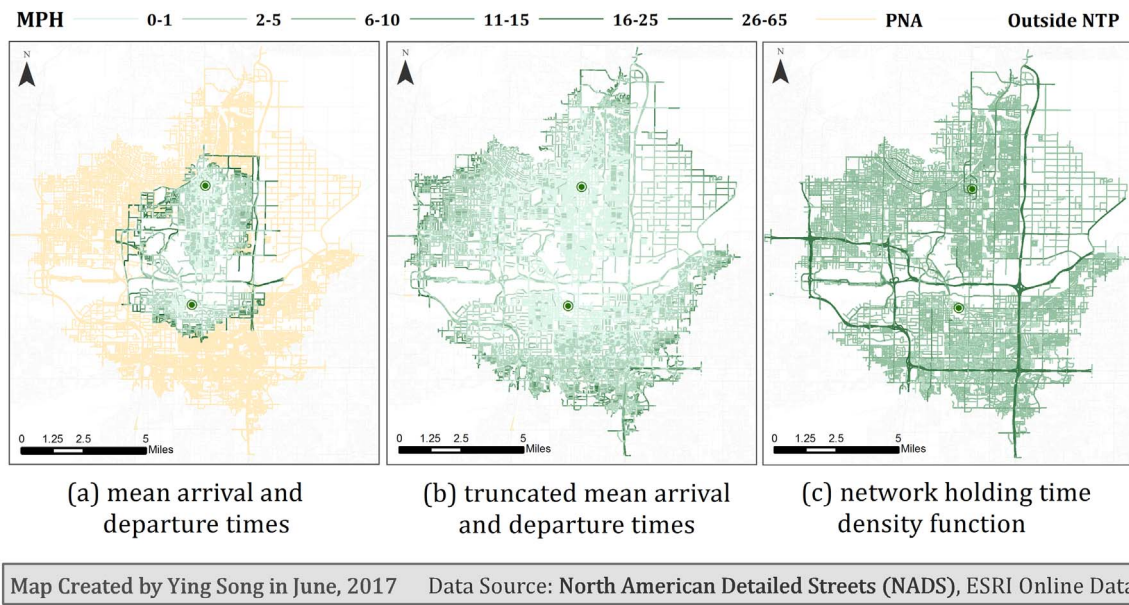 MPH 0-1 2-5 6-10 11-15 16-25 26-65 PNA Outside NTP
N N N
0 1.25 2.5 5 Miles 0 1.25 2.5 5 Miles 0 1.25 2.5 5 Miles
(a) mean arrival and departure times
(b) truncated mean arrival and departure times
(c) network holding time density function
Map Created by Ying Song in June, 2017 Data Source: North American Detailed Streets (NADS), ESRI Online Data